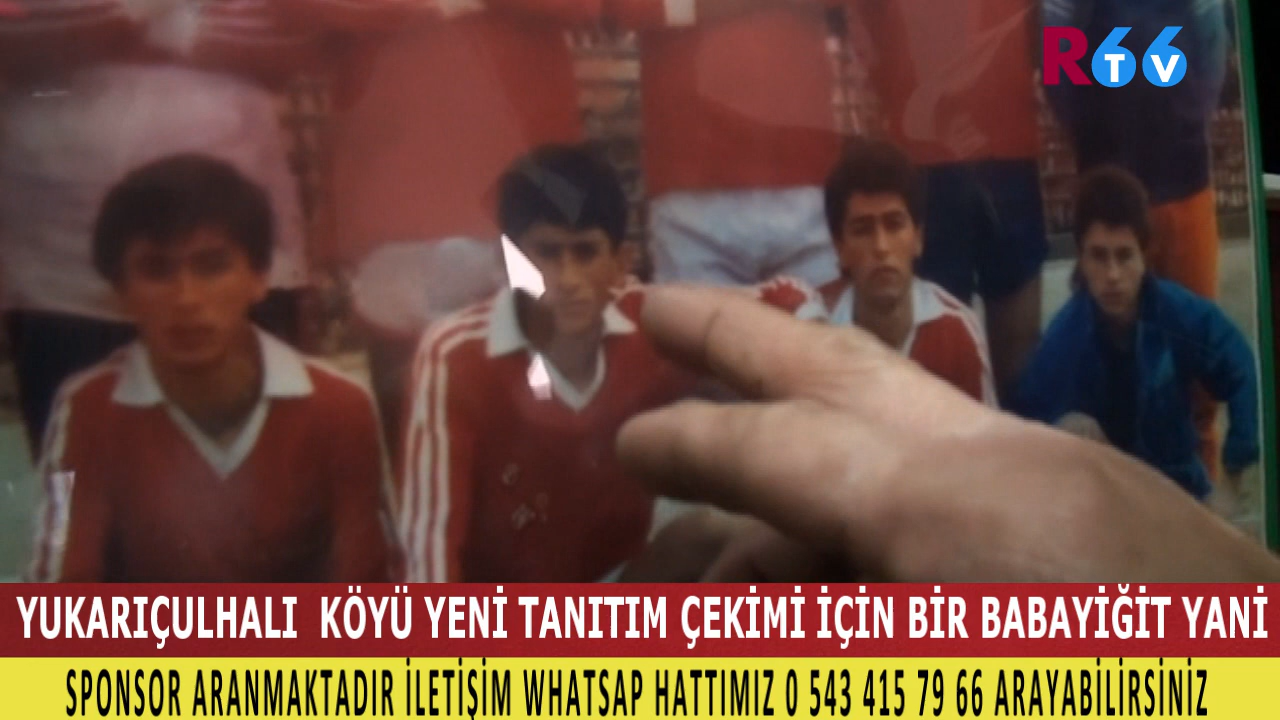 R66
TV
YUKARIÇULHALI KÖYÜ YENİ TANITIM ÇEKİMİ İÇİN BİR BABAYİĞİT YANİ
SPONSOR ARANMAKTADIR İLETİŞİM WHATSAP HATTIMIZ 0 543 415 79 66 ARAYABİLİRSİNİZ